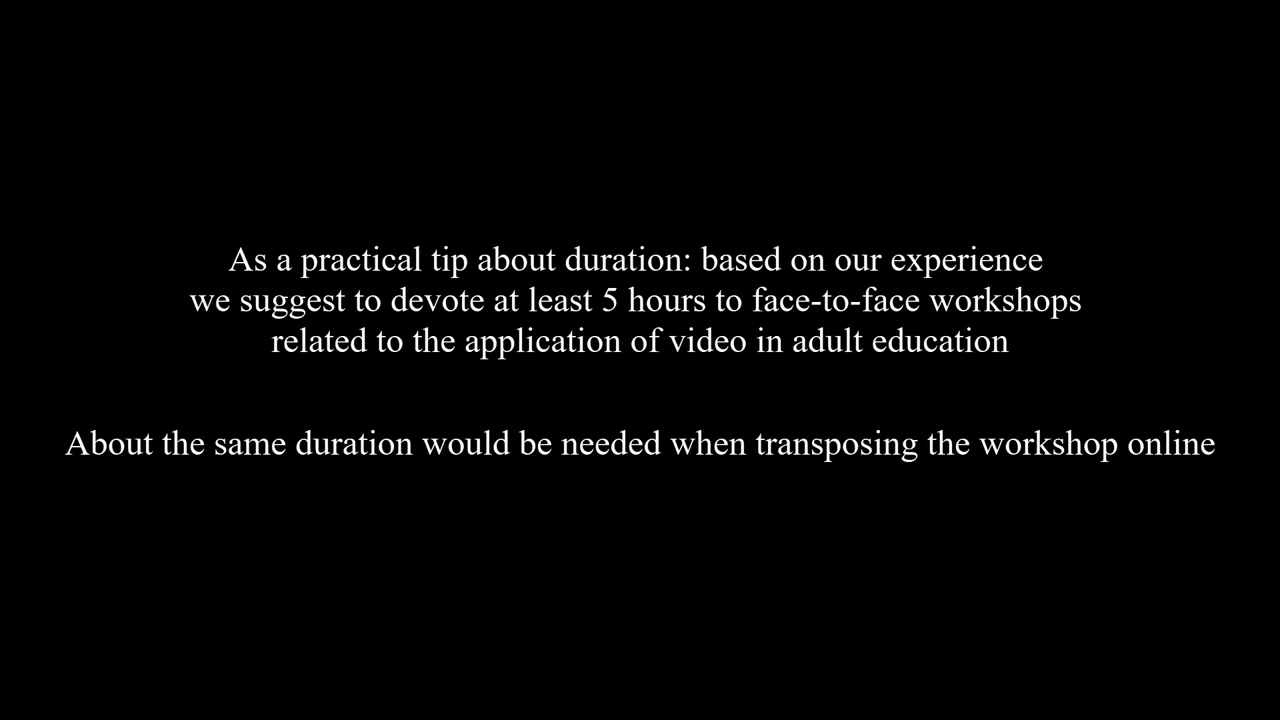 As a practical tip about duration: based on our experience
we suggest to devote at least 5 hours to face-to-face workshops
related to the application of video in adult education
About the same duration would be needed when transposing the workshop online